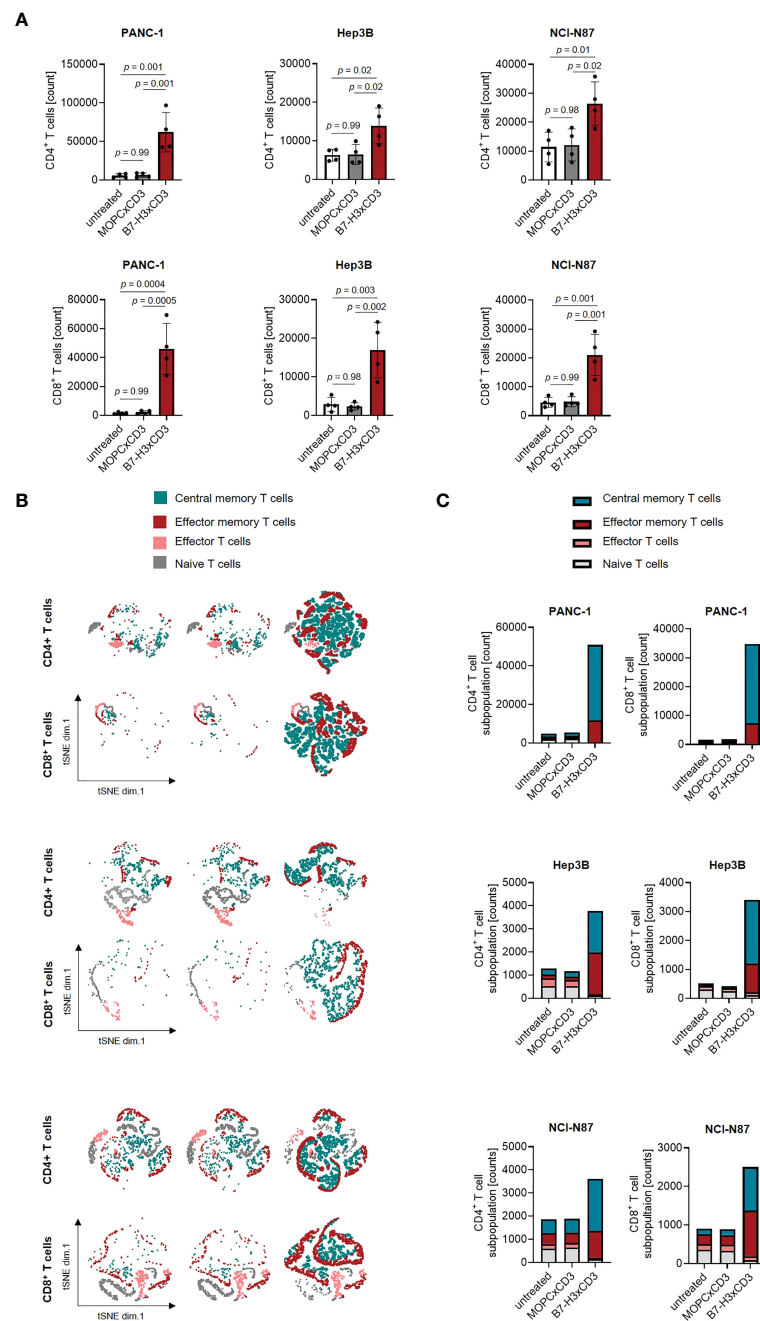 A
PANC-1
Hep3B
NCI-N87
CD4+ T cells [count]
150000
100000
50000
0
p = 0.001
p = 0.001
p = 0.99
untreated
MOPCxCD3
B7-H3xCD3
CD4+ T cells [count]
30000
20000
10000
0
p = 0.02
p = 0.02
p = 0.99
untreated
MOPCxCD3
B7-H3xCD3
CD4+ T cells [count]
40000
30000
20000
10000
0
p = 0.01
p = 0.02
p = 0.98
untreated
MOPCxCD3
B7-H3xCD3
PANC-1
Hep3B
NCI-N87
CD8+ T cells [count]
80000
60000
40000
20000
0
p = 0.0004
p = 0.0005
p = 0.99
untreated
MOPCxCD3
B7-H3xCD3
CD8+ T cells [count]
30000
20000
10000
0
p = 0.003
p = 0.002
p = 0.98
untreated
MOPCxCD3
B7-H3xCD3
CD8+ T cells [count]
40000
30000
20000
10000
0
p = 0.001
p = 0.001
p = 0.99
untreated
MOPCxCD3
B7-H3xCD3
B
Central memory T cells
Effector memory T cells
Effector T cells
Naive T cells
CD4+ T cells
CD8+ T cells
tSNE dim.1
tSNE dim.1
CD4+ T cells
CD8+ T cells
tSNE dim.1
tSNE dim.1
CD4+ T cells
CD8+ T cells
tSNE dim.1
tSNE dim.1
C
Central memory T cells
Effector memory T cells
Effector T cells
Naive T cells
PANC-1
CD4+ T cell
subpopulation [count]
60000
40000
20000
0
untreated
MOPCxCD3
B7-H3xCD3
PANC-1
CD8+ T cell
subpopulation [count]
40000
30000
20000
10000
0
untreated
MOPCxCD3
B7-H3xCD3
Hep3B
CD4+ T cell
subpopulation [counts]
5000
4000
3000
2000
1000
0
untreated
MOPCxCD3
B7-H3xCD3
Hep3B
CD8+ T cell
subpopulation [counts]
4000
3000
2000
1000
0
untreated
MOPCxCD3
B7-H3xCD3
NCI-N87
CD4+ T cell
subpopulation [counts]
5000
4000
3000
2000
1000
0
untreated
MOPCxCD3
B7-H3xCD3
NCI-N87
CD8+ T cell
subpopultaion [counts]
3000
2000
1000
0
untreated
MOPCxCD3
B7-H3xCD3